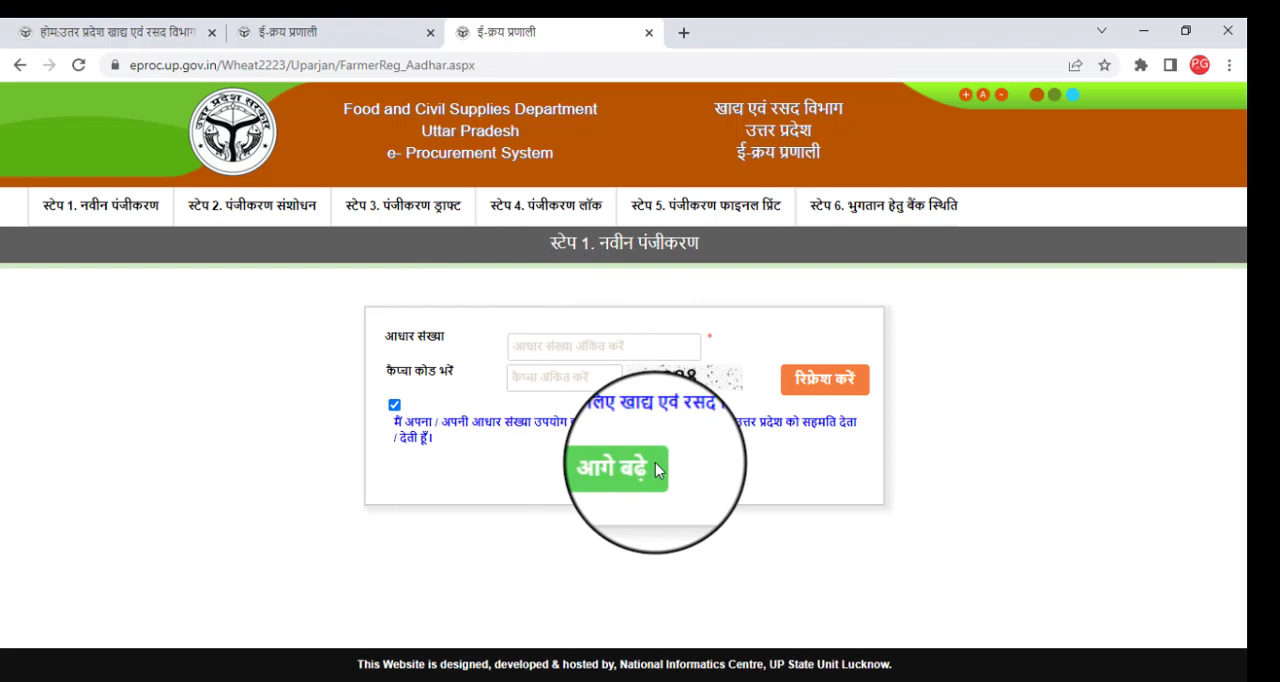 होम:उत्तर प्रदेश खाद्य एवं रसद विभाग
ई-क्रय प्रणाली
ई-क्रय प्रणाली
eproc.up.gov.in/Wheat2223/Uparjan/FarmerReg_Aadhar.aspx
PG
Food and Civil Supplies Department
Uttar Pradesh
e- Procurement System
खाद्य एवं रसद विभाग
उत्तर प्रदेश
ई-क्रय प्रणाली
+ A -
स्टेप 1. नवीन पंजीकरण
स्टेप 2. पंजीकरण संशोधन
स्टेप 3. पंजीकरण ड्राफ्ट
स्टेप 4. पंजीकरण लॉक
स्टेप 5. पंजीकरण फाइनल प्रिंट
स्टेप 6. भुगतान हेतु बैंक स्थिति
स्टेप 1. नवीन पंजीकरण
आधार संख्या
आधार संख्या अंकित करें
*
कैप्चा कोड भरें
कैप्चा अंकित करें
रिफ्रेश करें
लिए खाद्य एवं रसद
मैं अपना / अपनी आधार संख्या उपयोग
उत्तर प्रदेश को सहमति देता
/ देती हूँ।
आगे बढ़े
This Website is designed, developed & hosted by, National Informatics Centre, UP State Unit Lucknow.